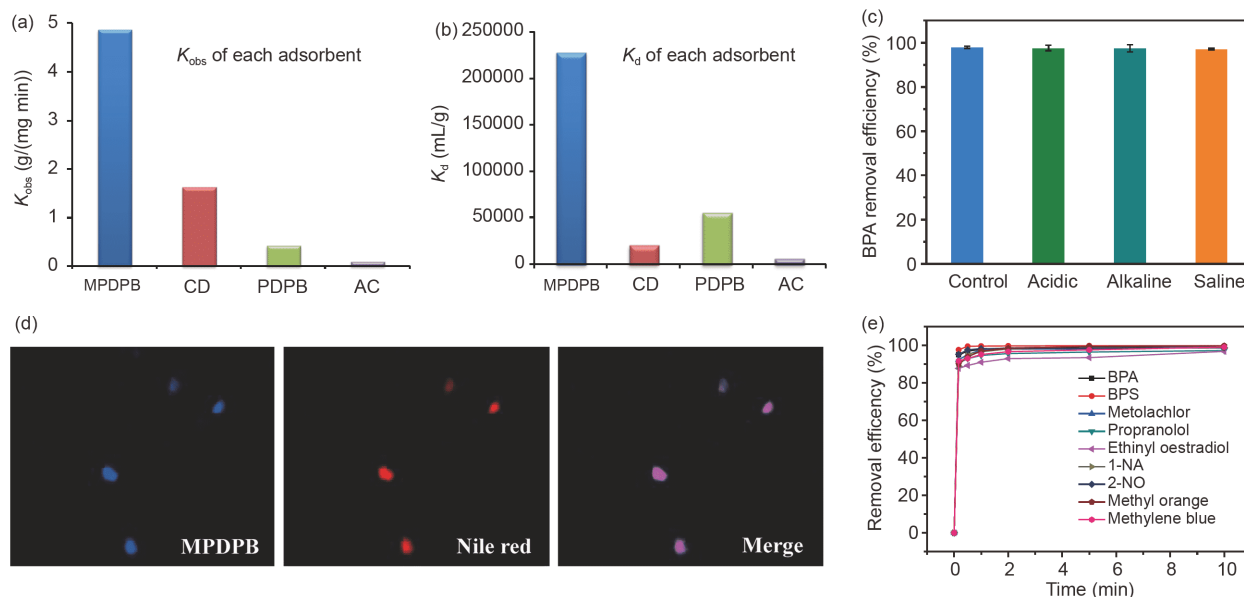 (a)
K_obs of each adsorbent
K_obs (g/(mg min))
5
4
3
2
1
0
MPDPB CD PDPB AC
(b)
K_d of each adsorbent
K_d (mL/g)
250000
200000
150000
100000
50000
0
MPDPB CD PDPB AC
(c)
BPA removal efficiency (%)
100
80
60
40
20
0
Control Acidic Alkaline Saline
(d)
MPDPB
Nile red
Merge
(e)
Removal efficency (%)
100
80
60
40
20
0
BPA
BPS
Metolachlor
Propranolol
Ethinyl oestradiol
1-NA
2-NO
Methyl orange
Methylene blue
0 2 4 6 8 10
Time (min)